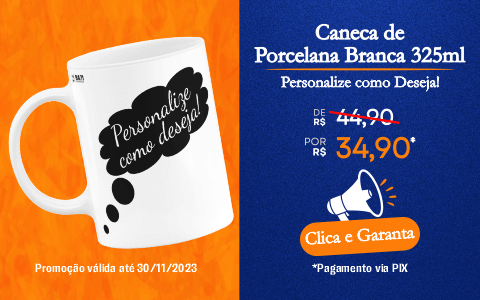 Personalize
como deseja!
Promoção válida até 30/11/2023
Caneca de
Porcelana Branca 325ml
Personalize como Deseja!
DE
R$ 44,90
POR
R$ 34,90*
Clica e Garanta
*Pagamento via PIX